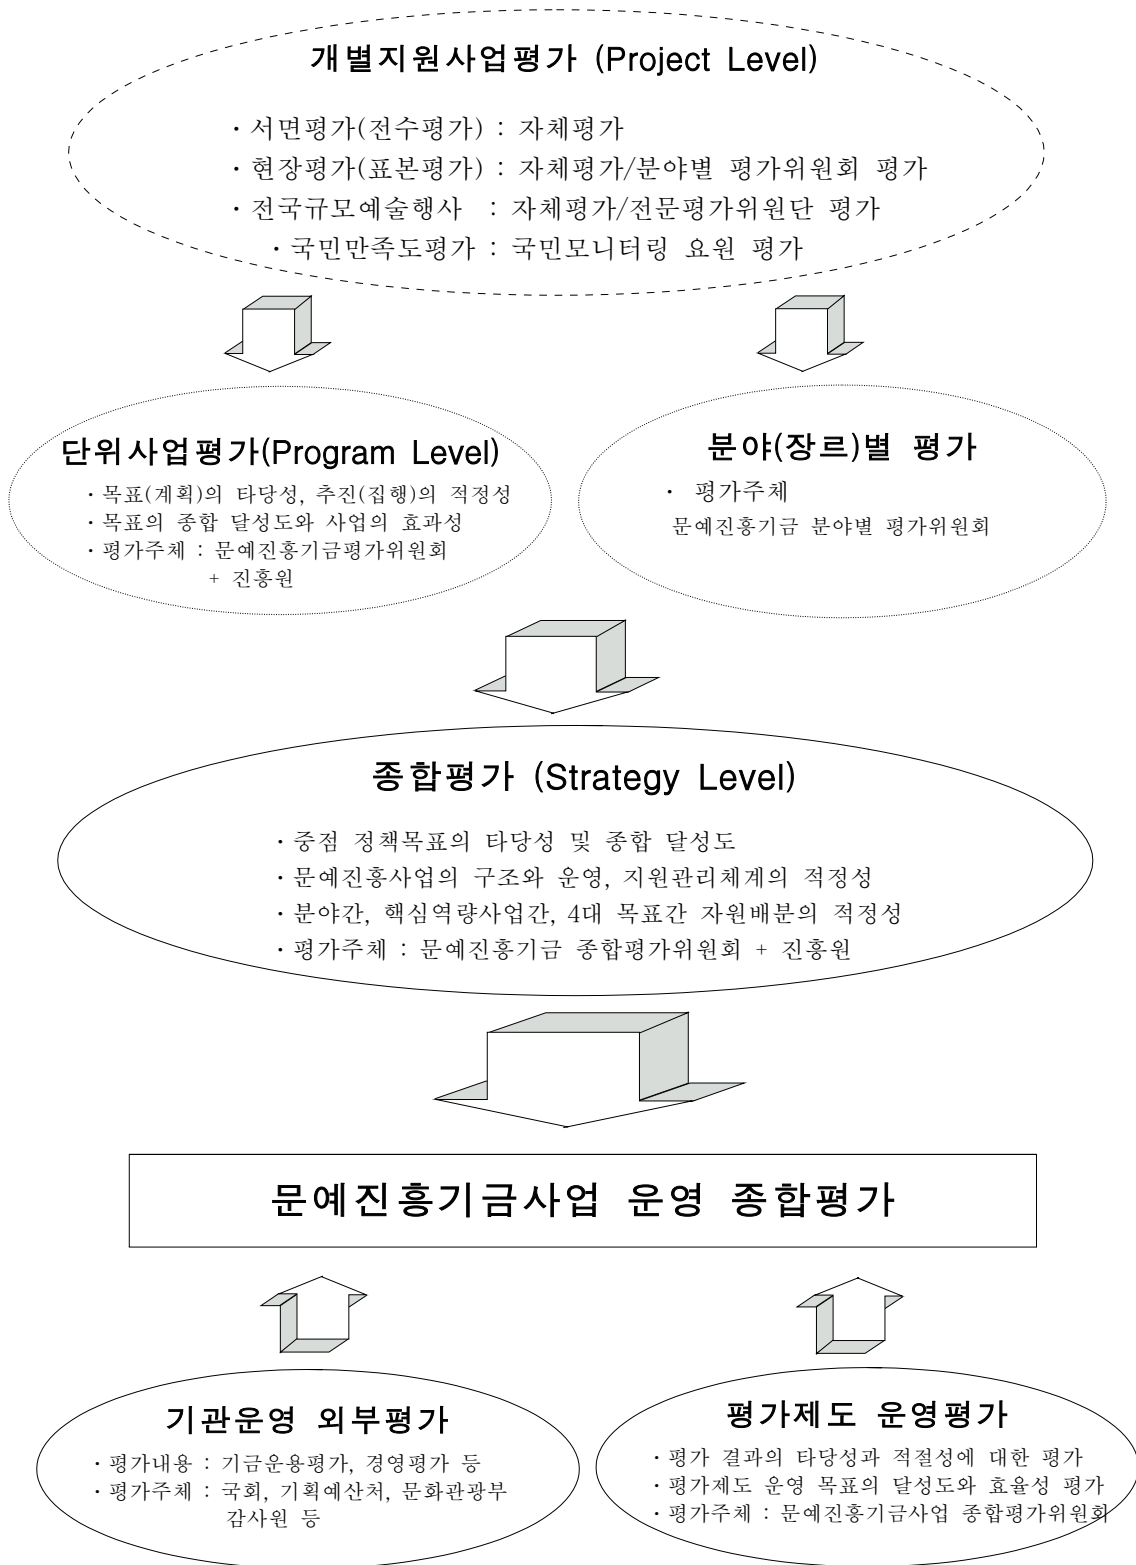 개별지원사업평가 (Project Level)
· 서면평가(전수평가) : 자체평가
· 현장평가(표본평가) : 자체평가/분야별 평가위원회 평가
· 전국규모예술행사 : 자체평가/전문평가위원단 평가
· 국민만족도평가 : 국민모니터링 요원 평가
단위사업평가(Program Level)
· 목표(계획)의 타당성, 추진(집행)의 적정성
· 목표의 종합 달성도와 사업의 효과성
· 평가주체 : 문예진흥기금평가위원회
+ 진흥원
분야(장르)별 평가
· 평가주체
문예진흥기금 분야별 평가위원회
종합평가 (Strategy Level)
· 중점 정책목표의 타당성 및 종합 달성도
· 문예진흥사업의 구조와 운영, 지원관리체계의 적정성
· 분야간, 핵심역량사업간, 4대 목표간 자원배분의 적정성
· 평가주체 : 문예진흥기금 종합평가위원회 + 진흥원
문예진흥기금사업 운영 종합평가
기관운영 외부평가
· 평가내용 : 기금운용평가, 경영평가 등
· 평가주체 : 국회, 기획예산처, 문화관광부
감사원 등
평가제도 운영평가
· 평가 결과의 타당성과 적절성에 대한 평가
· 평가제도 운영 목표의 달성도와 효율성 평가
· 평가주체 : 문예진흥기금사업 종합평가위원회